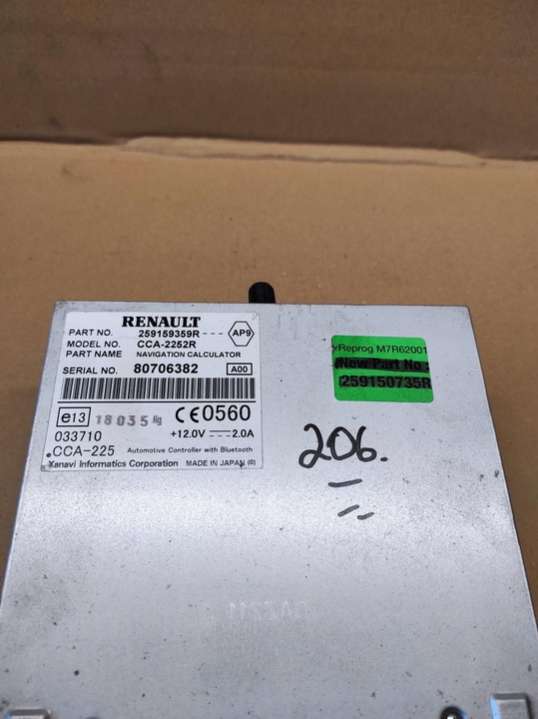 RENAULT
PART NO. 259159359R---- AP9
MODEL NO. CCA-2252R
PART NAME NAVIGATION CALCULATOR
SERIAL NO. 80706382 A00
e13 18035 CE0560
033710 +12.0V 2.0A
CCA-225 Automotive Controller with Bluetooth
Xanavi Informatics Corporation MADE IN JAPAN (6)
Reprog M7R62001
New Part No :
259150735R
206.